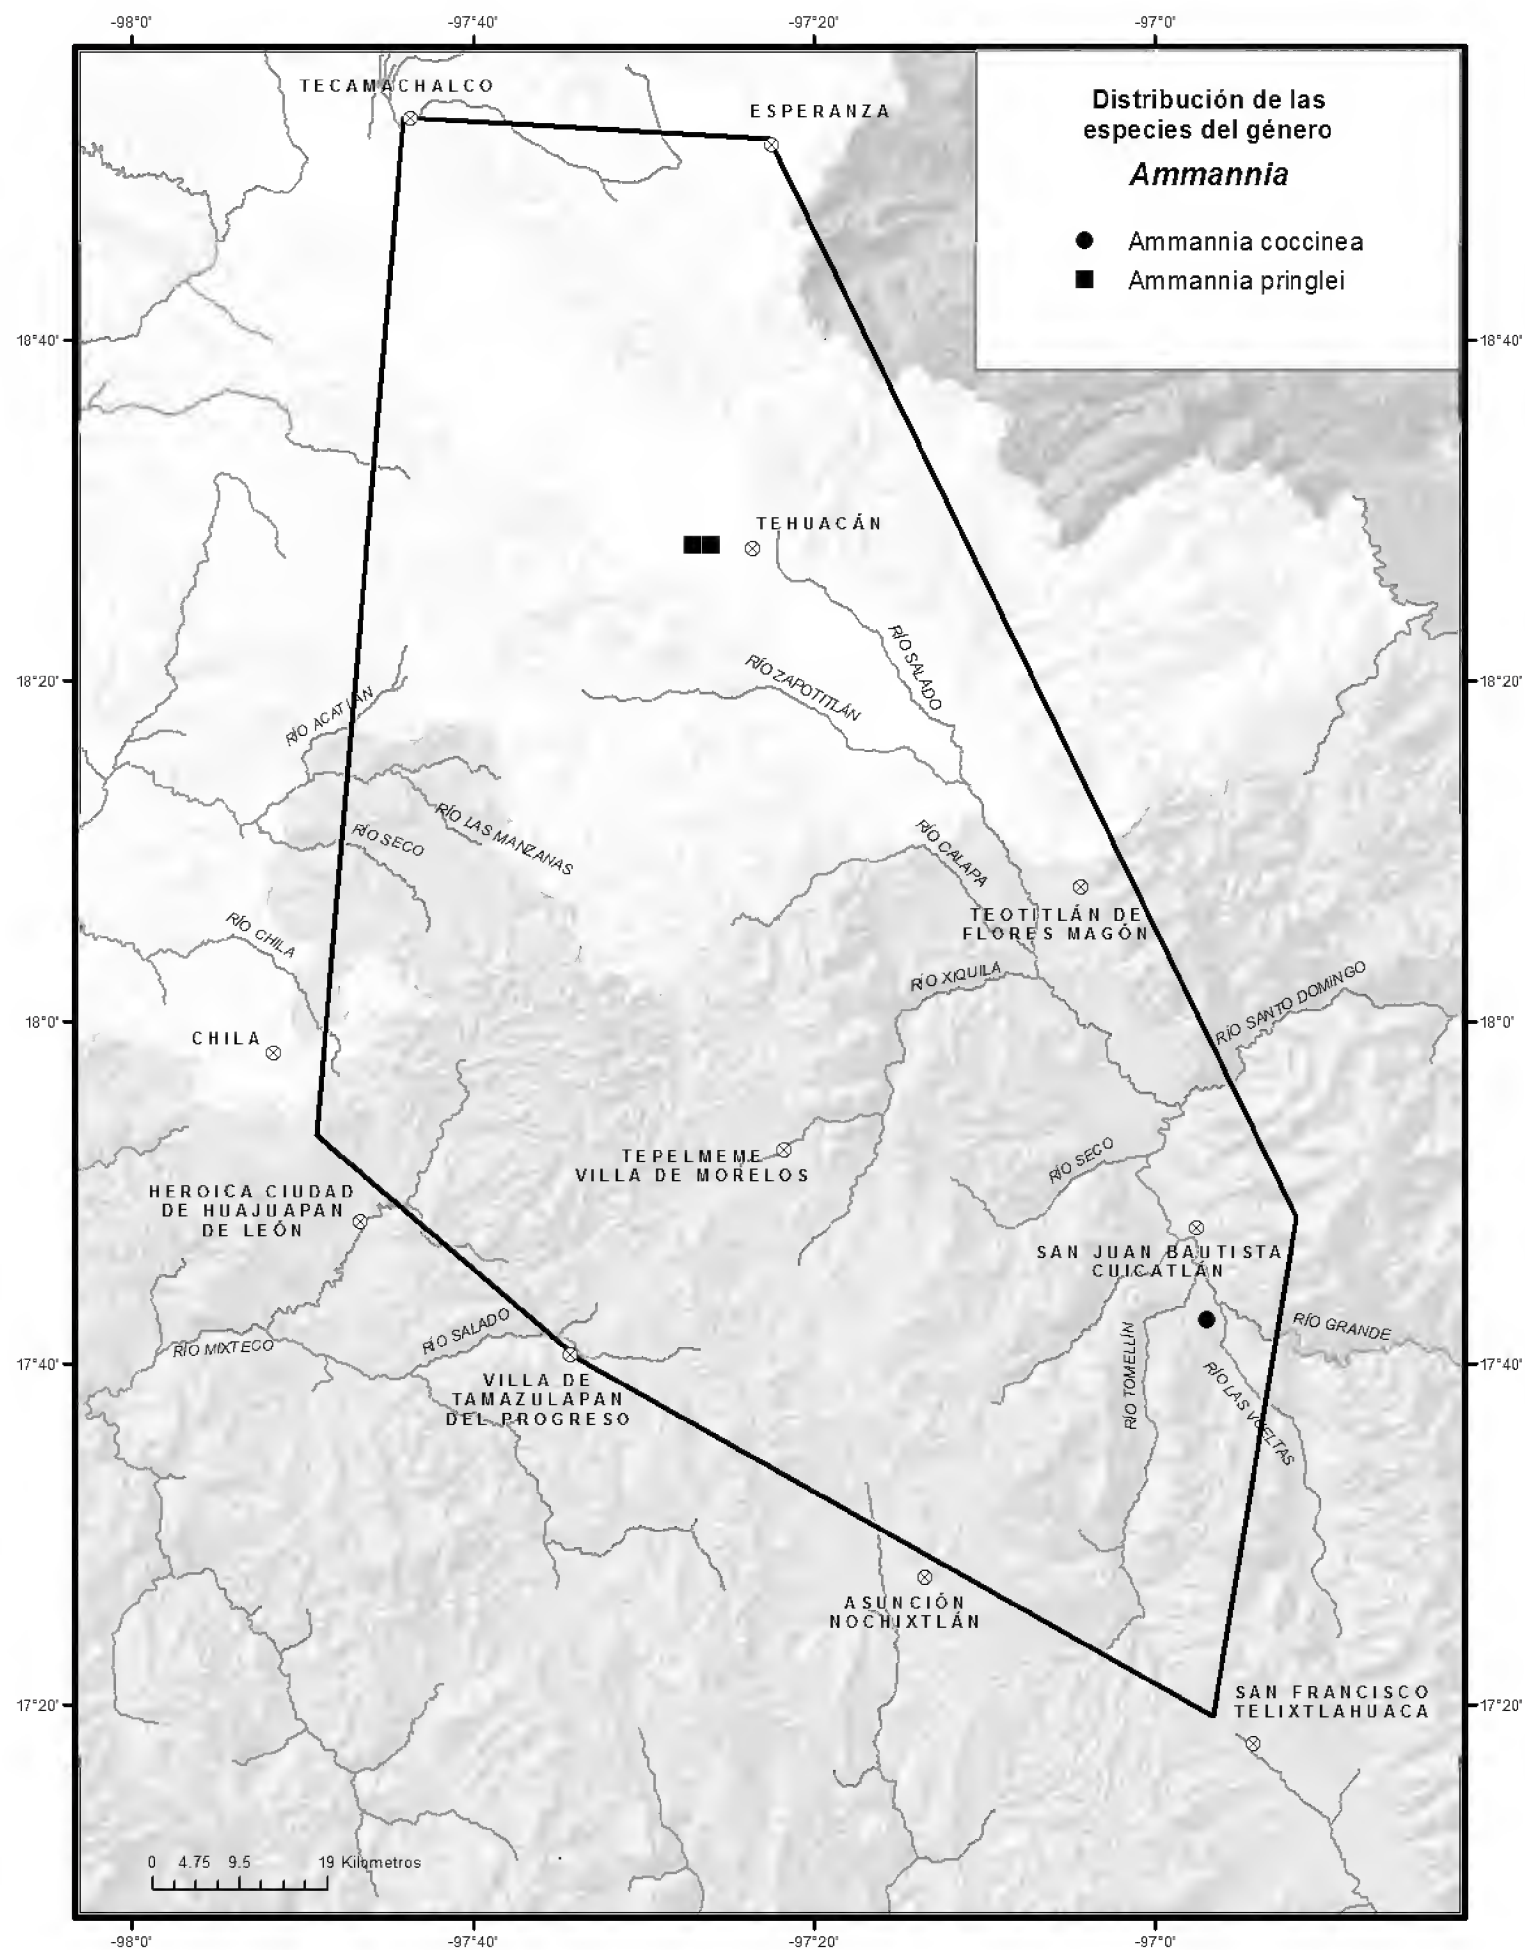 -98°0'
-97°40'
-97°20'
-97°0'
TECAMACHALCO
ESPERANZA
Distribución de las
especies del género
Ammannia
Ammannia coccinea
Ammannia pringlei
18°40'
18°40'
TEHUACÁN
RÍO SALADO
RÍO ZAPOTITLÁN
18°20'
18°20'
RÍO ACATLÁN
RÍO LAS MANZANAS
RÍO SECO
RÍO CALAPA
TEOTITLÁN DE
FLORES MAGÓN
RÍO CHILA
RÍO XIQUILA
RÍO SANTO DOMINGO
18°0'
18°0'
CHILA
TEPELMEME
VILLA DE MORELOS
RÍO SECO
HEROICA CIUDAD
DE HUAJUAPAN
DE LEÓN
SAN JUAN BAUTISTA
CUICATLÁN
RÍO SALADO
RÍO MIXTECO
RÍO GRANDE
RÍO TOMELLÍN
RÍO LAS VUELTAS
17°40'
17°40'
VILLA DE
TAMAZULAPAN
DEL PROGRESO
ASUNCIÓN
NOCHIXTLÁN
17°20'
17°20'
SAN FRANCISCO
TELIXTLAHUACA
0 4.75 9.5 19 Kilometros
-98°0'
-97°40'
-97°20'
-97°0'